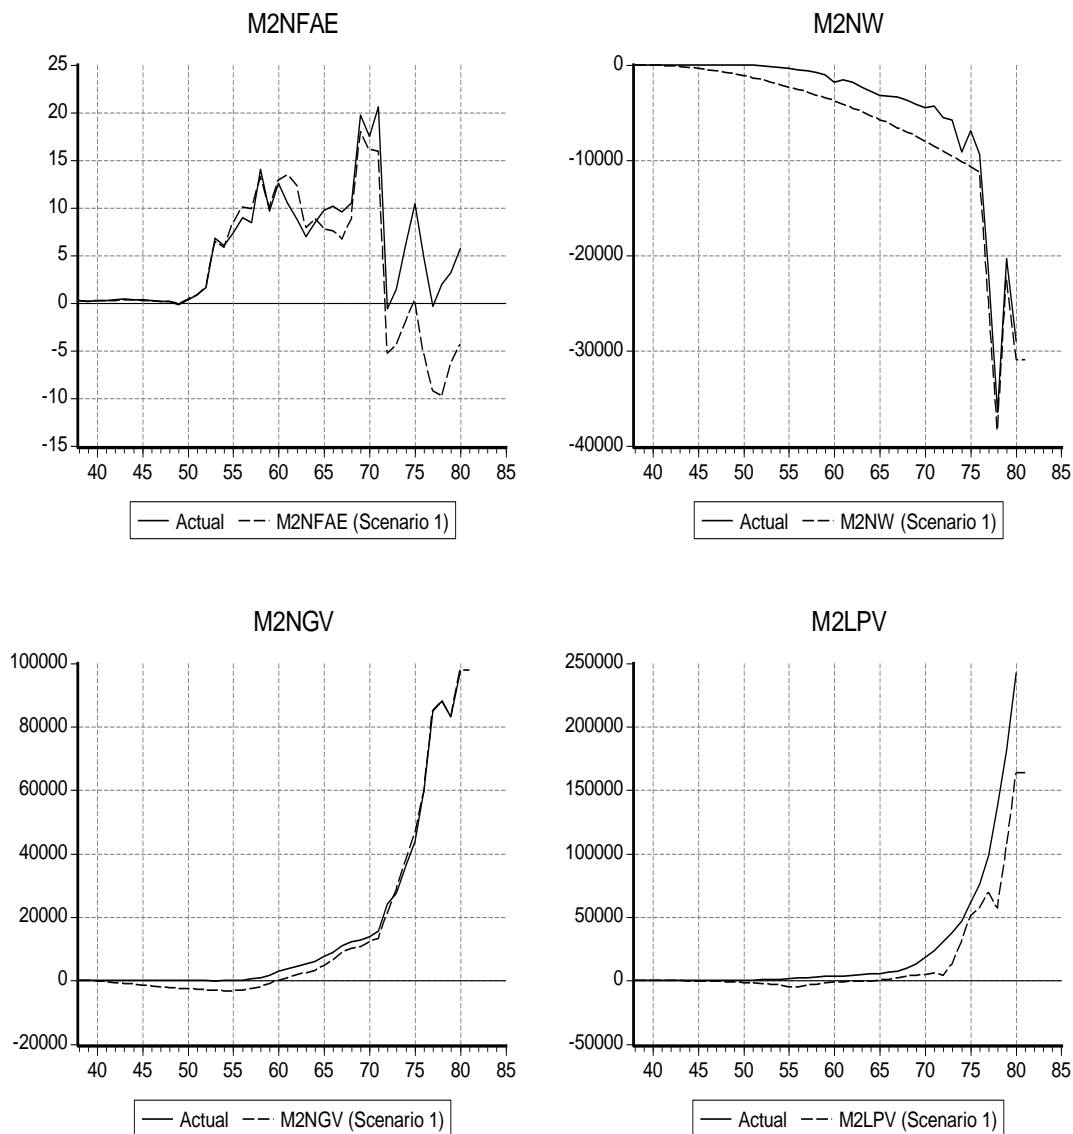 M2NFAE
25
20
15
10
5
0
-5
-10
-15
40 45 50 55 60 65 70 75 80 85
Actual M2NFAE (Scenario 1)
M2NW
0
-10000
-20000
-30000
-40000
40 45 50 55 60 65 70 75 80 85
Actual M2NW (Scenario 1)
M2NGV
100000
80000
60000
40000
20000
0
-20000
40 45 50 55 60 65 70 75 80 85
Actual M2NGV (Scenario 1)
M2LPV
250000
200000
150000
100000
50000
0
-50000
40 45 50 55 60 65 70 75 80 85
Actual M2LPV (Scenario 1)